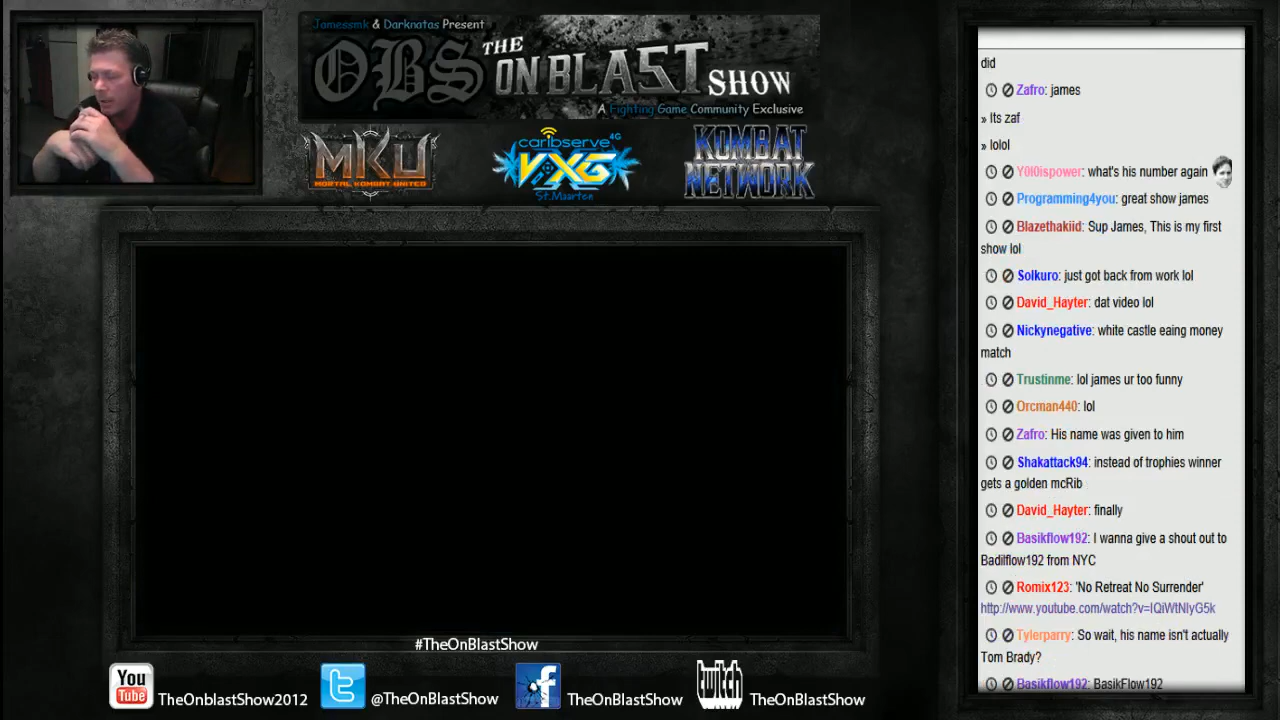 Jamessmk & Darknatas Present
OBS THE ON BLAST SHOW
A Fighting Game Community Exclusive
MKU
MORTAL KOMBAT UNITED
caribserve 4G
VXG
St.Maarten
KOMBAT
NETWORK
did
Zafro: james
» Its zaf
» lolol
Y0l0ispower: what's his number again
Programming4you: great show james
Blazethakiid: Sup James, This is my first
show lol
Solkuro: just got back from work lol
David_Hayter: dat video lol
Nickynegative: white castle eaing money
match
Trustinme: lol james ur too funny
Orcman440: lol
Zafro: His name was given to him
Shakattack94: instead of trophies winner
gets a golden mcRib
David_Hayter: finally
Basikflow192: I wanna give a shout out to
Badilflow192 from NYC
Romix123: 'No Retreat No Surrender'
http://www.youtube.com/watch?v=IQiWtNIyG5k
Tylerparry: So wait, his name isn't actually
Tom Brady?
Basikflow192: BasikFlow192
#TheOnBlastShow
You Tube TheOnblastShow2012
@TheOnBlastShow
TheOnBlastShow
twitch TheOnBlastShow